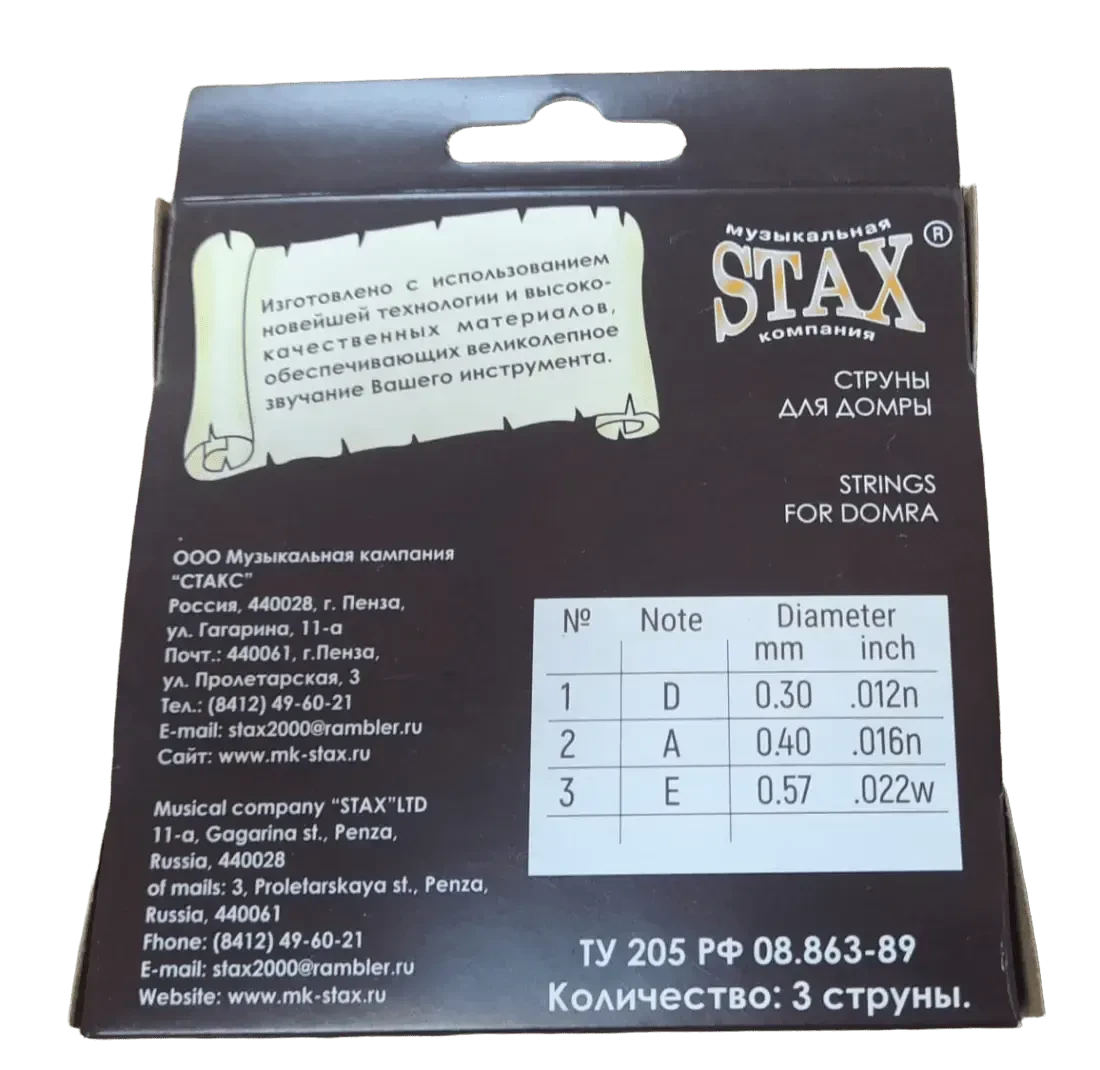 Изготовлено с использованием
новейшей технологии и высоко-
качественных материалов,
обеспечивающих великолепное
звучание Вашего инструмента.
музыкальная
STAX ®
компания
СТРУНЫ
ДЛЯ ДОМРЫ
STRINGS
FOR DOMRA
ООО Музыкальная кампания
"СТАКС"
Россия, 440028, г. Пенза,
ул. Гагарина, 11-а
Почт.: 440061, г.Пенза,
ул. Пролетарская, 3
Тел.: (8412) 49-60-21
E-mail: stax2000@rambler.ru
Сайт: www.mk-stax.ru
Musical company "STAX"LTD
11-a, Gagarina st., Penza,
Russia, 440028
of mails: 3, Proletarskaya st., Penza,
Russia, 440061
Fhone: (8412) 49-60-21
E-mail: stax2000@rambler.ru
Website: www.mk-stax.ru
№ Note Diameter
mm inch
1 D 0.30 .012n
2 A 0.40 .016n
3 E 0.57 .022w
ТУ 205 РФ 08.863-89
Количество: 3 струны.